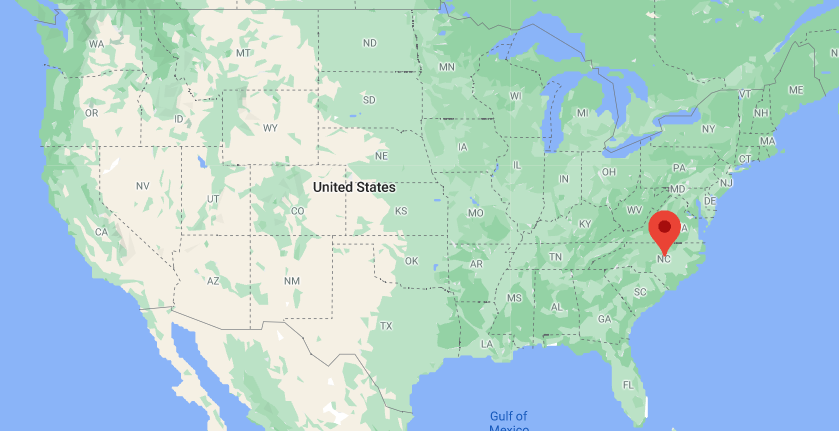 WA
MT
ND
MN
OR
ID
SD
WI
MI
VT
ME
NH
WY
NY
MA
IA
NE
CT
PA
IL
IN
OH
NJ
MD
NV
UT
United States
CO
KS
MO
KY
WV
DE
A
CA
OK
AR
TN
NC
AZ
NM
SC
MS
AL
GA
TX
LA
FL
Gulf of
Mexico
N